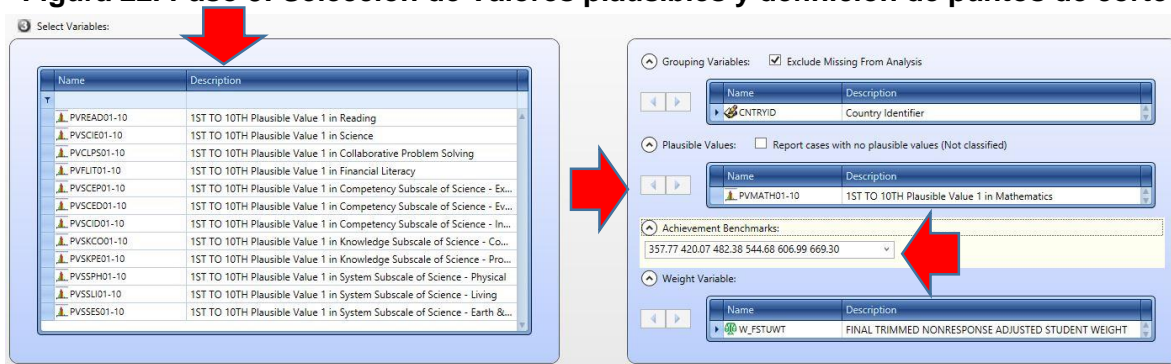 Figura 22. Paso 3: Selección de valores plausibles y definición de puntos de corte
3 Select Variables:
Name Description
PVREAD01-10 1ST TO 10TH Plausible Value 1 in Reading
PVSCIE01-10 1ST TO 10TH Plausible Value 1 in Science
PVCLPS01-10 1ST TO 10TH Plausible Value 1 in Collaborative Problem Solving
PVFLIT01-10 1ST TO 10TH Plausible Value 1 in Financial Literacy
PVSCEP01-10 1ST TO 10TH Plausible Value 1 in Competency Subscale of Science - Ex...
PVSCED01-10 1ST TO 10TH Plausible Value 1 in Competency Subscale of Science - Ev...
PVSCID01-10 1ST TO 10TH Plausible Value 1 in Competency Subscale of Science - In...
PVSKCO01-10 1ST TO 10TH Plausible Value 1 in Knowledge Subscale of Science - Co...
PVSKPE01-10 1ST TO 10TH Plausible Value 1 in Knowledge Subscale of Science - Pro...
PVSSPH01-10 1ST TO 10TH Plausible Value 1 in System Subscale of Science - Physical
PVSSLI01-10 1ST TO 10TH Plausible Value 1 in System Subscale of Science - Living
PVSSES01-10 1ST TO 10TH Plausible Value 1 in System Subscale of Science - Earth &...
Grouping Variables: Exclude Missing From Analysis
Name Description
CNTRYID Country Identifier
Plausible Values: Report cases with no plausible values (Not classified)
Name Description
PVMATH01-10 1ST TO 10TH Plausible Value 1 in Mathematics
Achievement Benchmarks:
357.77 420.07 482.38 544.68 606.99 669.30
Weight Variable:
Name Description
W_FSTUWT FINAL TRIMMED NONRESPONSE ADJUSTED STUDENT WEIGHT